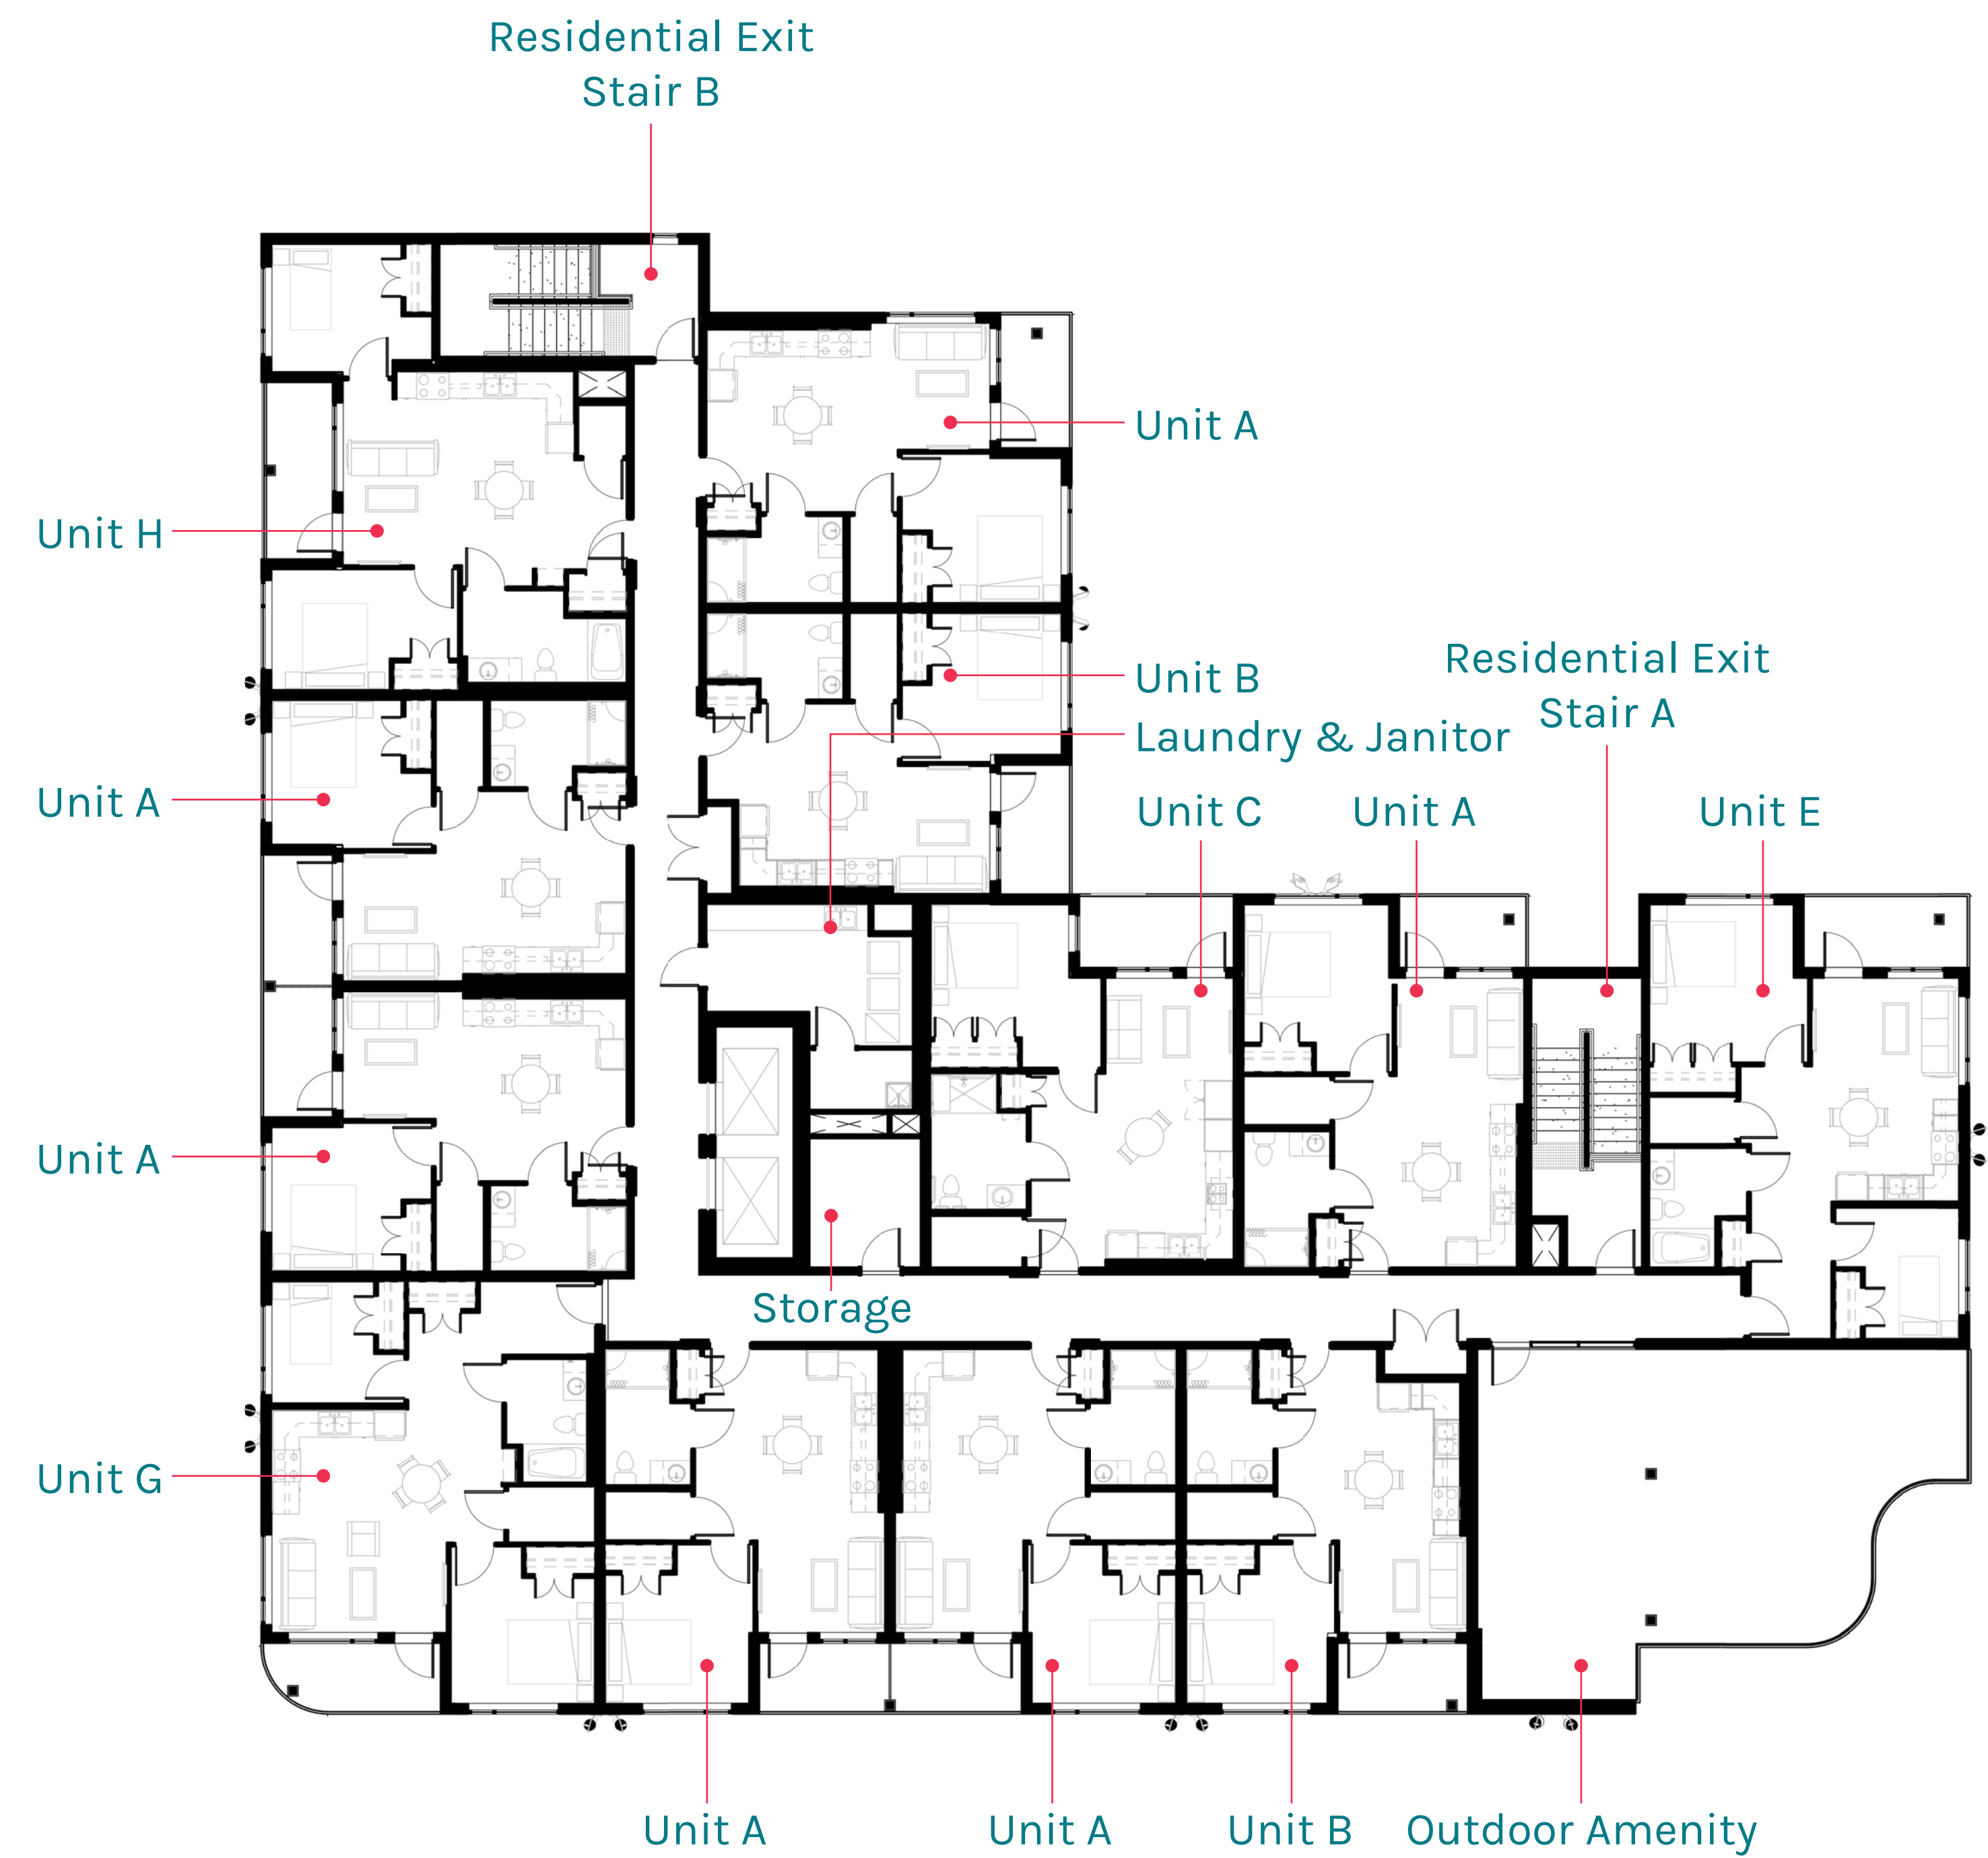 Residential Exit
Stair B
Unit A
Unit H
Unit B
Residential Exit
Stair A
Laundry & Janitor
Unit A
Unit C
Unit A
Unit E
Unit A
Storage
Unit G
Unit A
Unit A
Unit B
Outdoor Amenity